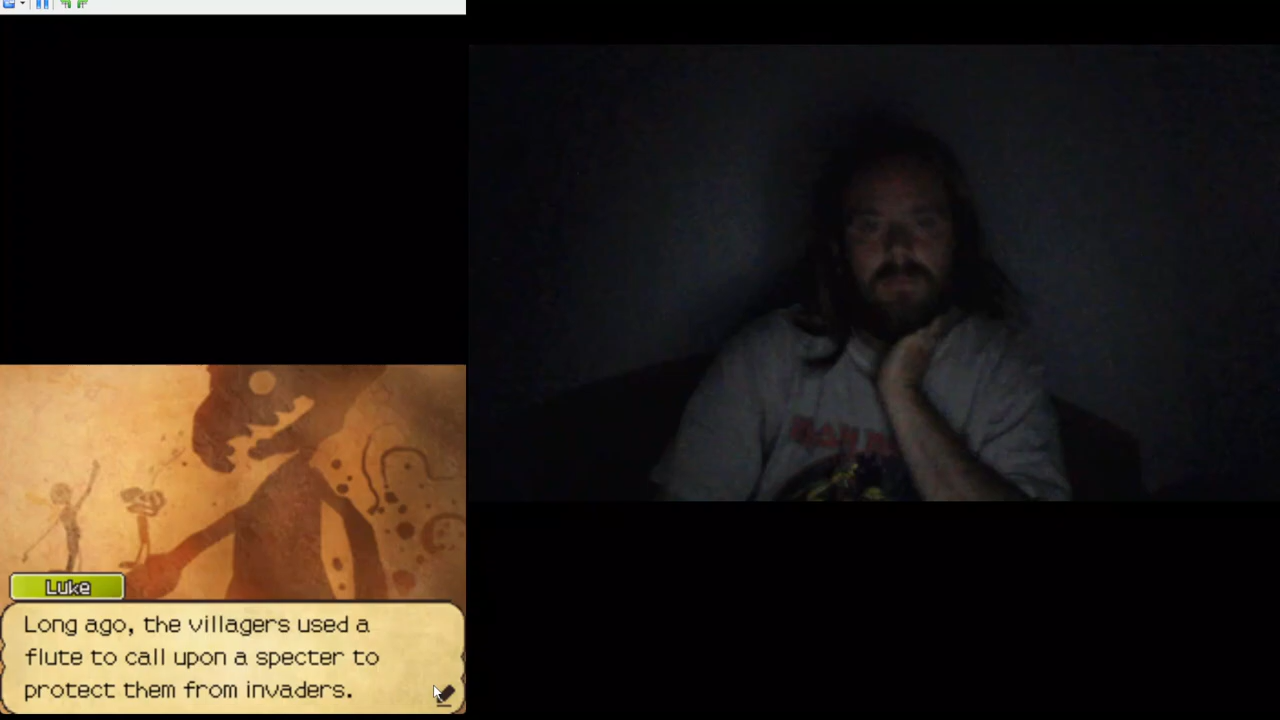 Luke
Long ago, the villagers used a
flute to call upon a specter to
protect them from invaders.